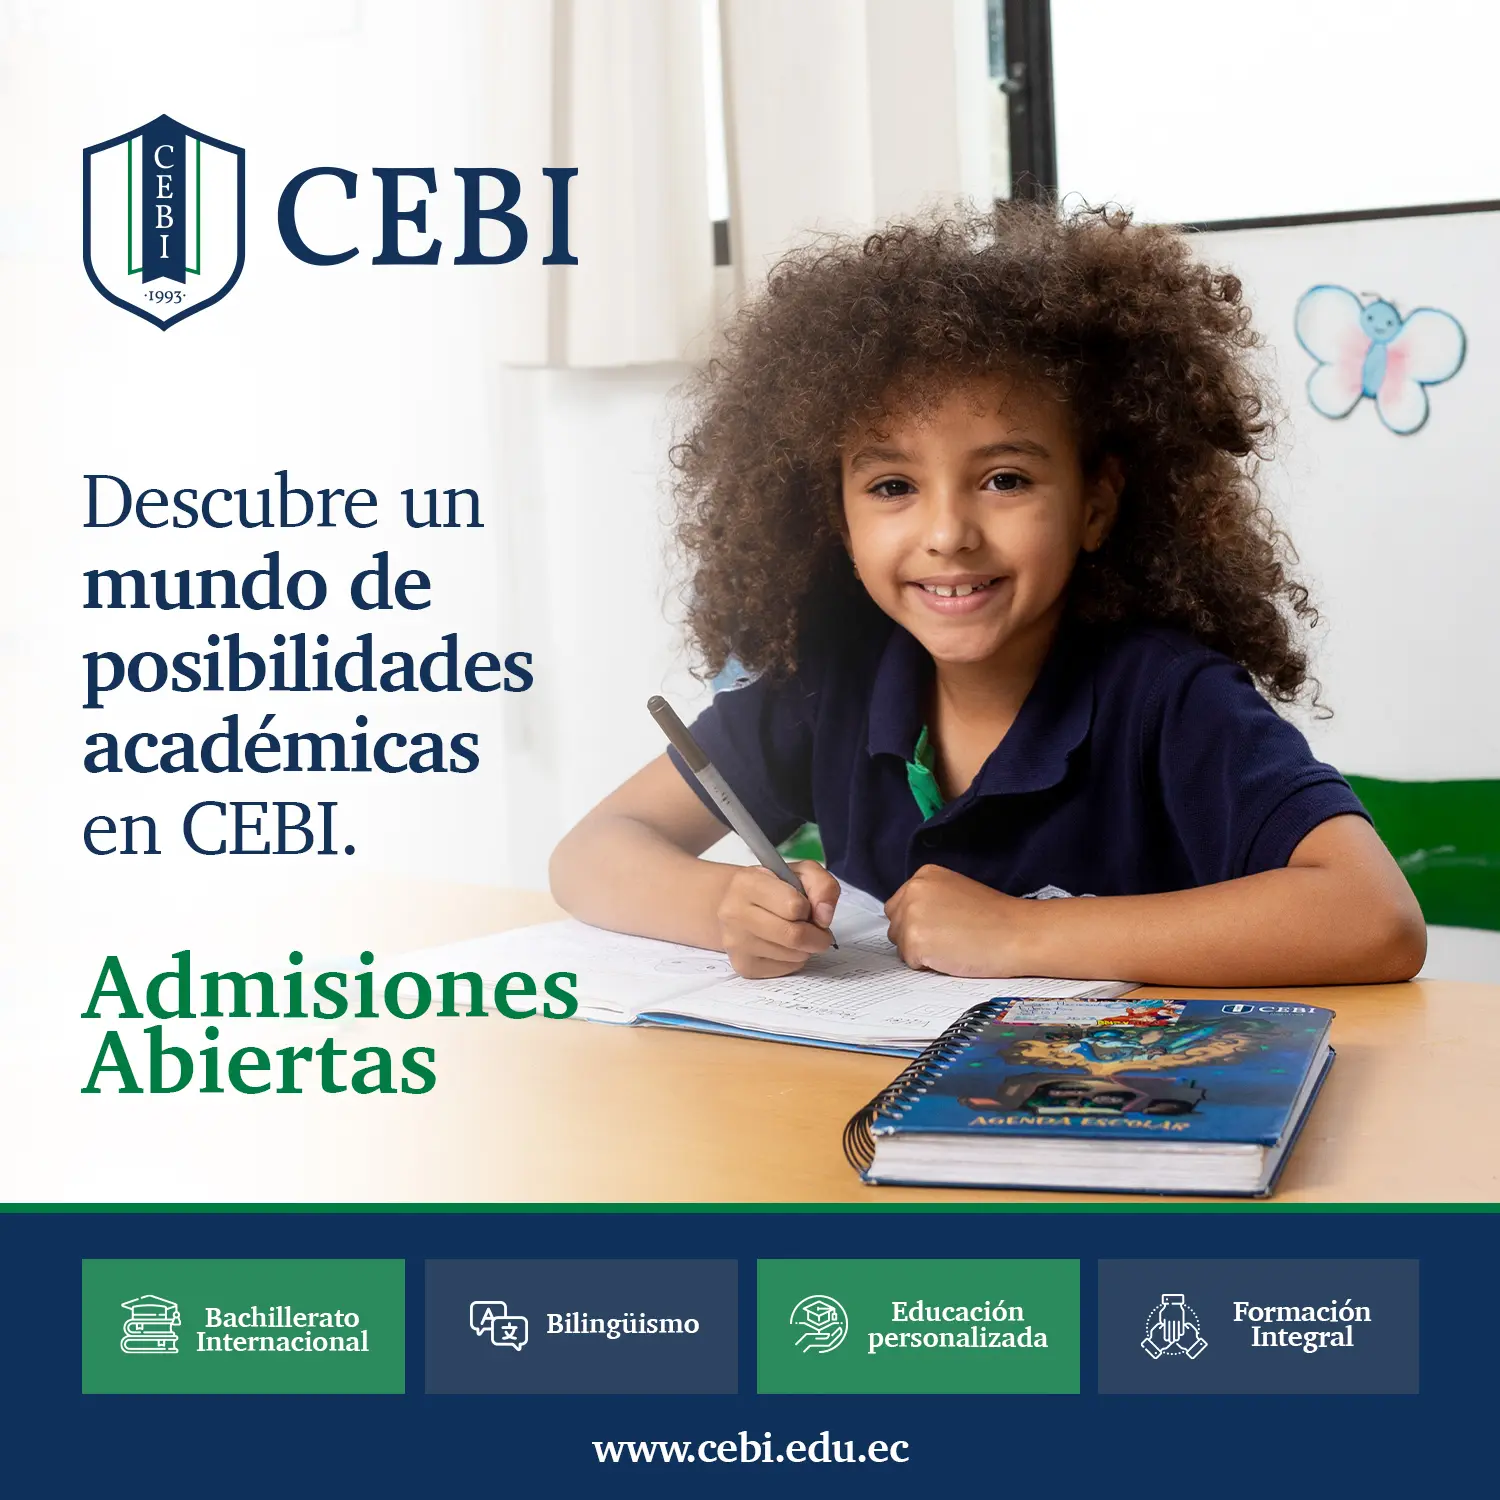 C
E
B
I
·1993·
CEBI
Descubre un
mundo de
posibilidades
académicas
en CEBI.
Admisiones
Abiertas
CEBI
AGENDA ESCOLAR
Bachillerato
Internacional
Bilingüismo
Educación
personalizada
Formación
Integral
www.cebi.edu.ec